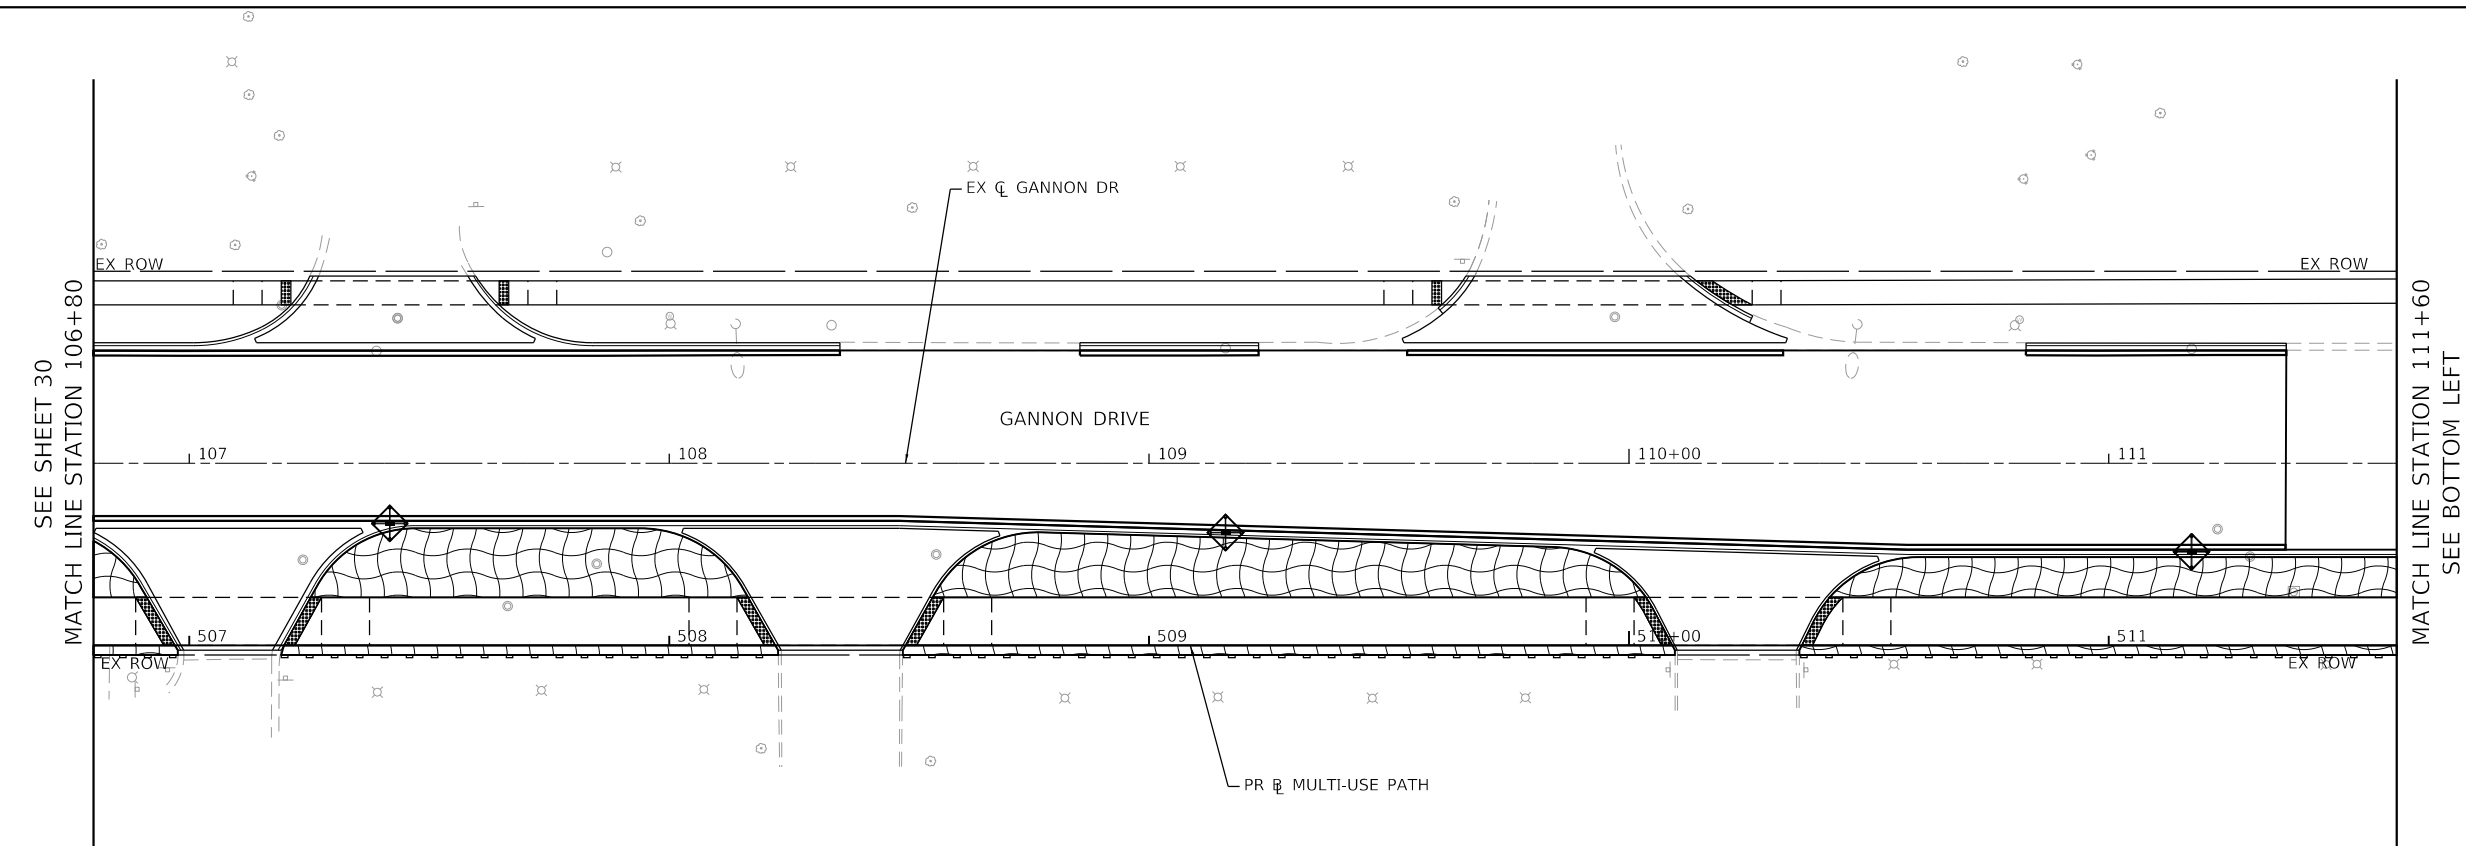 EX ℄ GANNON DR
EX ROW
EX ROW
SEE SHEET 30
MATCH LINE STATION 106+80
MATCH LINE STATION 111+60
SEE BOTTOM LEFT
GANNON DRIVE
107
108
109
110+00
111
507
508
509
511
EX ROW
EX ROW
PR BL MULTI-USE PATH